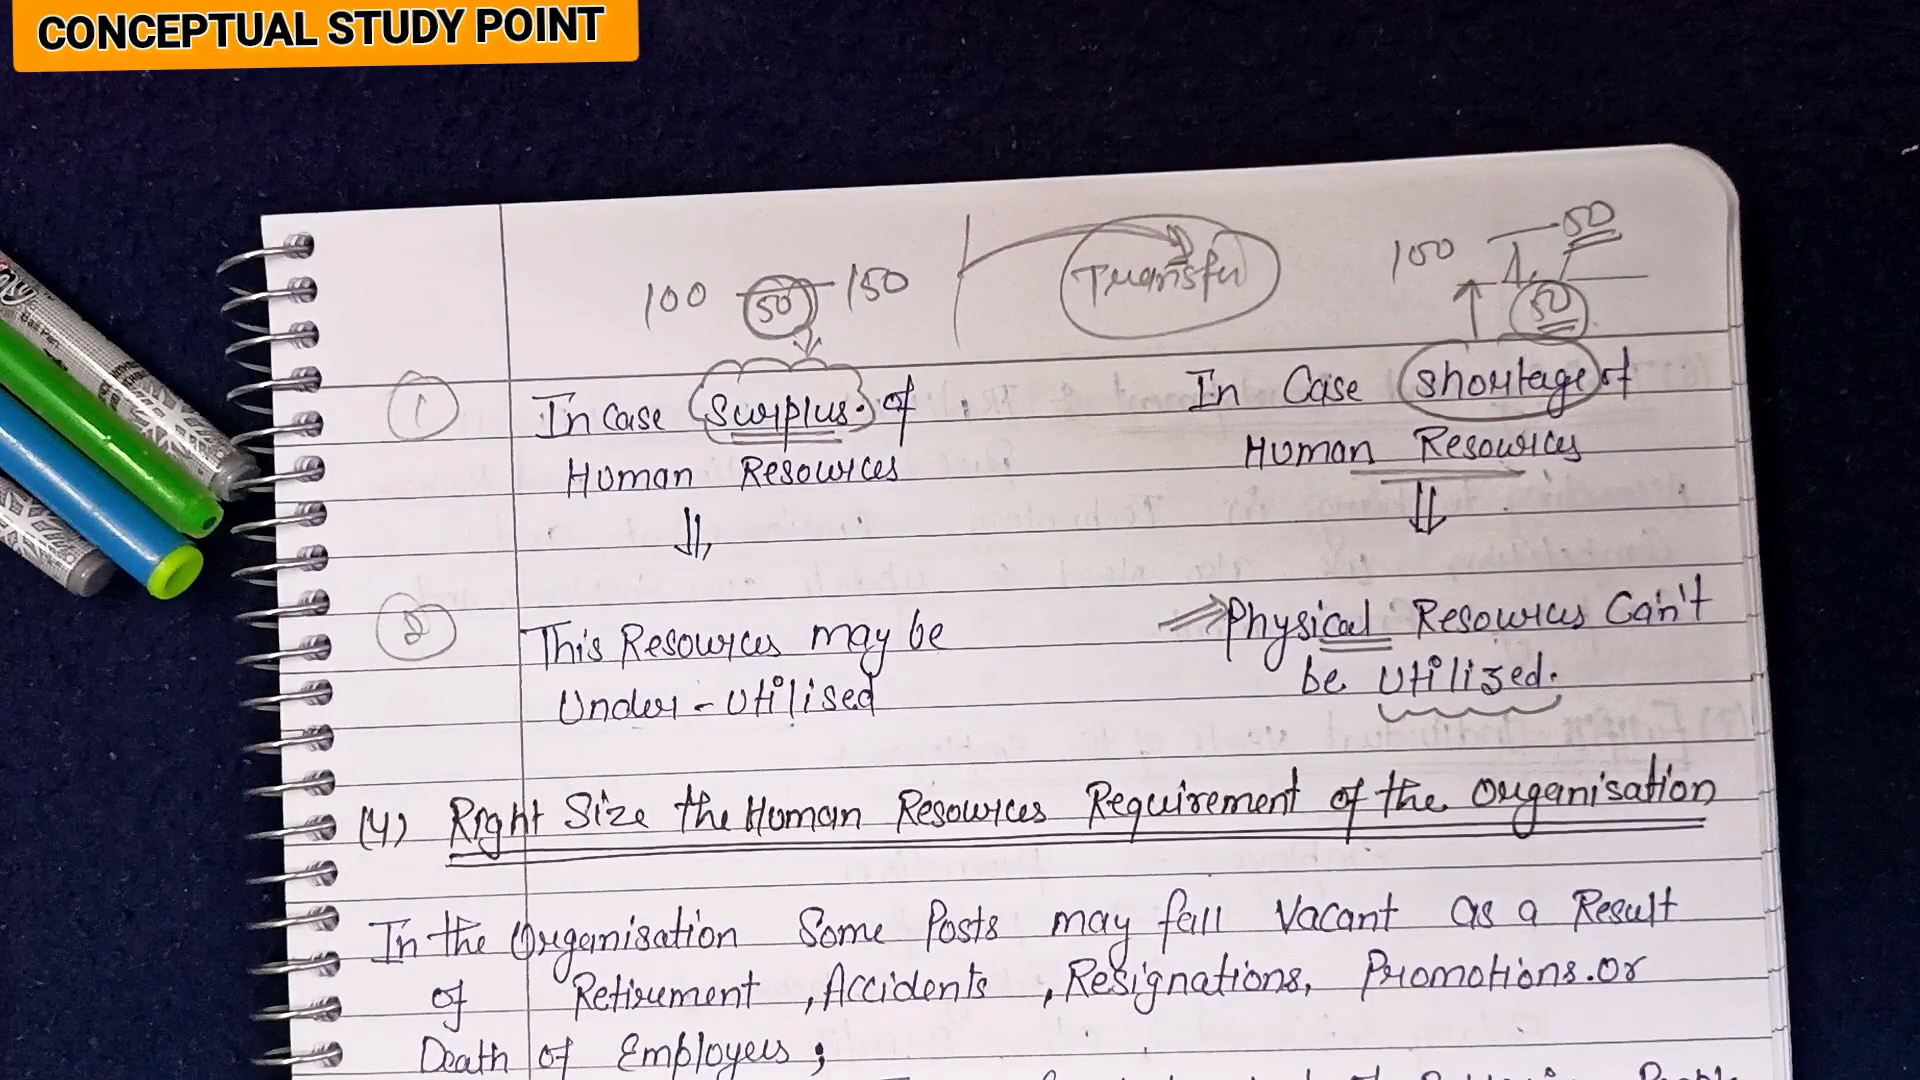 CONCEPTUAL STUDY POINT
100 50 150
Transfer
100 50
50
1 In case Surplus of
Human Resources
In Case shortage of
Human Resources
2 This Resources may be
Under-Utilised
Physical Resources Can't
be Utilized.
(4) Right Size the Human Resources Requirement of the Organisation
In the Organisation Some Posts may fall Vacant as a Result
of Retirement, Accidents, Resignations, Promotions. Or
Death of Employees;